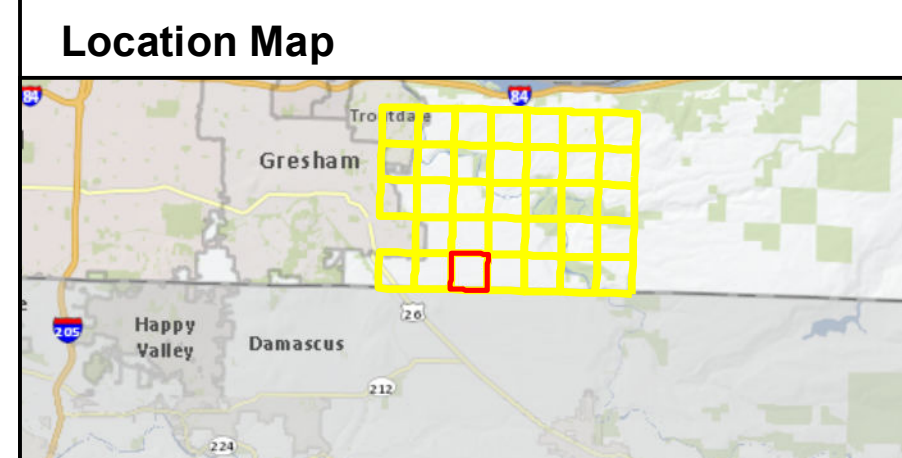 Location Map
84
84
Troutdale
Gresham
26
205
Happy
Valley
Damascus
212
224